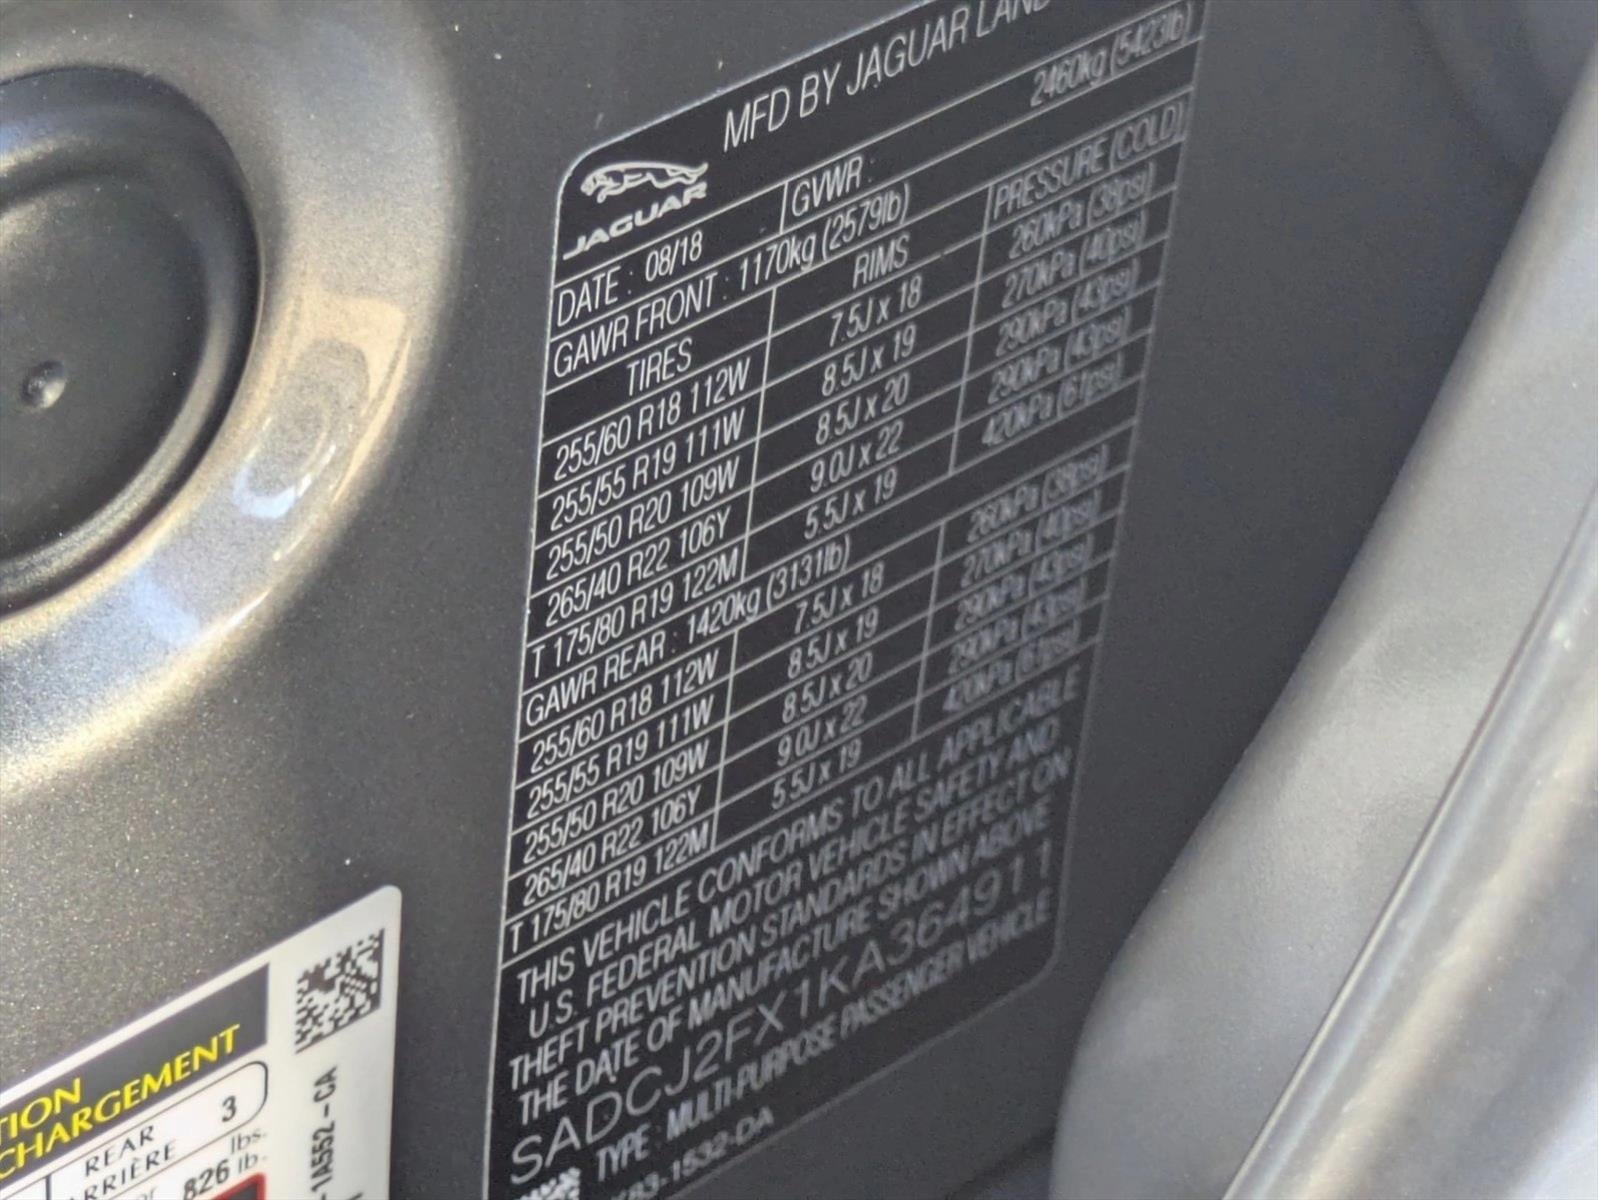 MFD BY JAGUAR LAND
JAGUAR
DATE : 08/18 GVWR : 2460kg (5423lb)
GAWR FRONT : 1170kg (2579lb)
TIRES RIMS PRESSURE (COLD)
255/60 R18 112W 7.5J x 18 260kPa (38psi)
255/55 R19 111W 8.5J x 19 270kPa (40psi)
255/50 R20 109W 8.5J x 20 290kPa (43psi)
265/40 R22 106Y 9.0J x 22 290kPa (43psi)
T 175/80 R19 122M 5.5J x 19 420kPa (61psi)
GAWR REAR : 1420kg (3131lb)
255/60 R18 112W 7.5J x 18 260kPa (38psi)
255/55 R19 111W 8.5J x 19 270kPa (40psi)
255/50 R20 109W 8.5J x 20 290kPa (43psi)
265/40 R22 106Y 9.0J x 22 290kPa (43psi)
T 175/80 R19 122M 5.5J x 19 420kPa (61psi)
THIS VEHICLE CONFORMS TO ALL APPLICABLE
U.S. FEDERAL MOTOR VEHICLE SAFETY AND
THEFT PREVENTION STANDARDS IN EFFECT ON
THE DATE OF MANUFACTURE SHOWN ABOVE
SADCJ2FX1KA364911
TYPE : MULTI-PURPOSE PASSENGER VEHICLE
-1532-DA
TION
CHARGEMENT
REAR 3
ARRIÈRE
lbs.
or 826 lb.
-1A552-CA